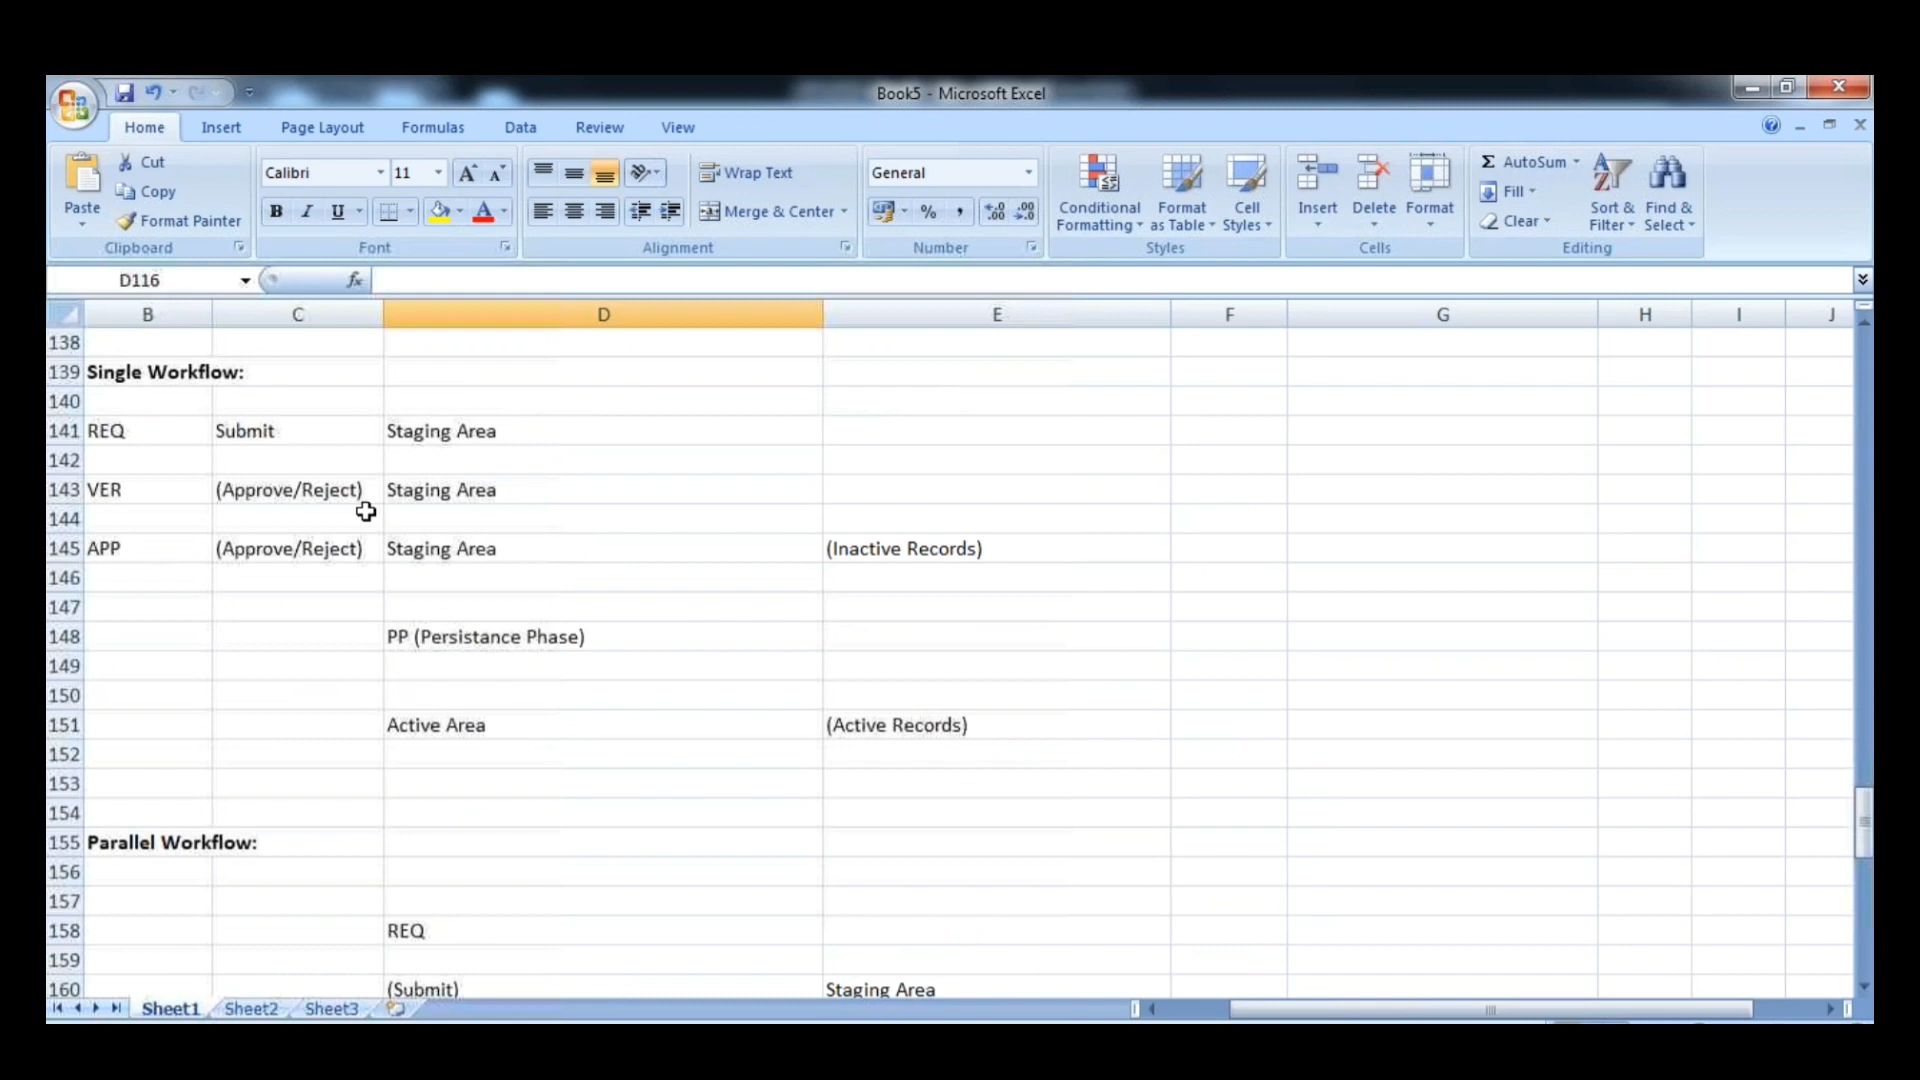 Book5 - Microsoft Excel
Home Insert Page Layout Formulas Data Review View
Cut Calibri 11 Wrap Text General Σ AutoSum
Copy Fill
Paste Format Painter B I U Merge & Center % , Conditional Formatting Format as Table Cell Styles Insert Delete Format Clear Sort & Filter Find & Select
Clipboard Font Alignment Number Styles Cells Editing
D116 fx
B C D E F G H I J
138
139 Single Workflow:
140
141 REQ Submit Staging Area
142
143 VER (Approve/Reject) Staging Area
144
145 APP (Approve/Reject) Staging Area (Inactive Records)
146
147
148 PP (Persistance Phase)
149
150
151 Active Area (Active Records)
152
153
154
155 Parallel Workflow:
156
157
158 REQ
159
160 (Submit) Staging Area
Sheet1 Sheet2 Sheet3